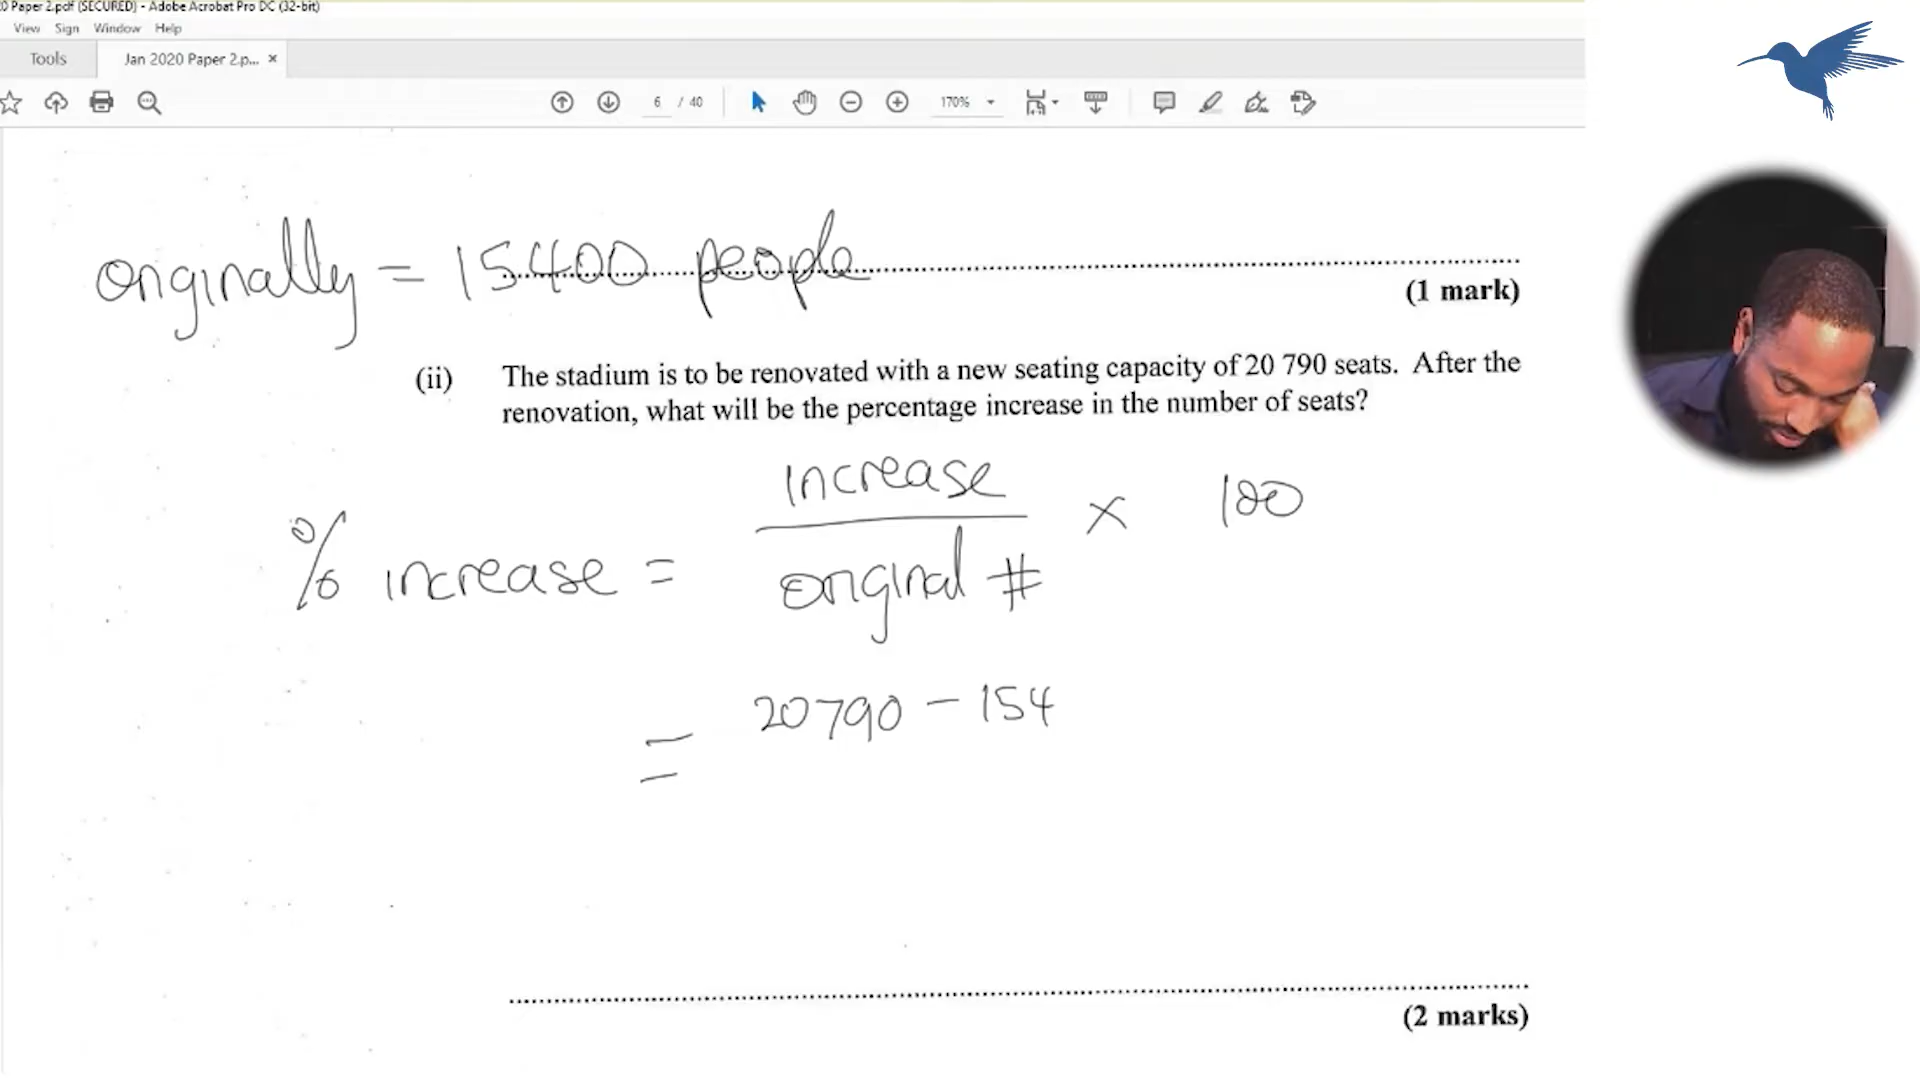 0 Paper 2.pdf (SECURED) - Adobe Acrobat Pro DC (32-bit)
View Sign Window Help
Tools Jan 2020 Paper 2.p... ×
6 / 40 170%
originally = 15400 people
(1 mark)
(ii) The stadium is to be renovated with a new seating capacity of 20 790 seats. After the
renovation, what will be the percentage increase in the number of seats?
increase
% increase = × 100
original #
= 20790 - 154
(2 marks)